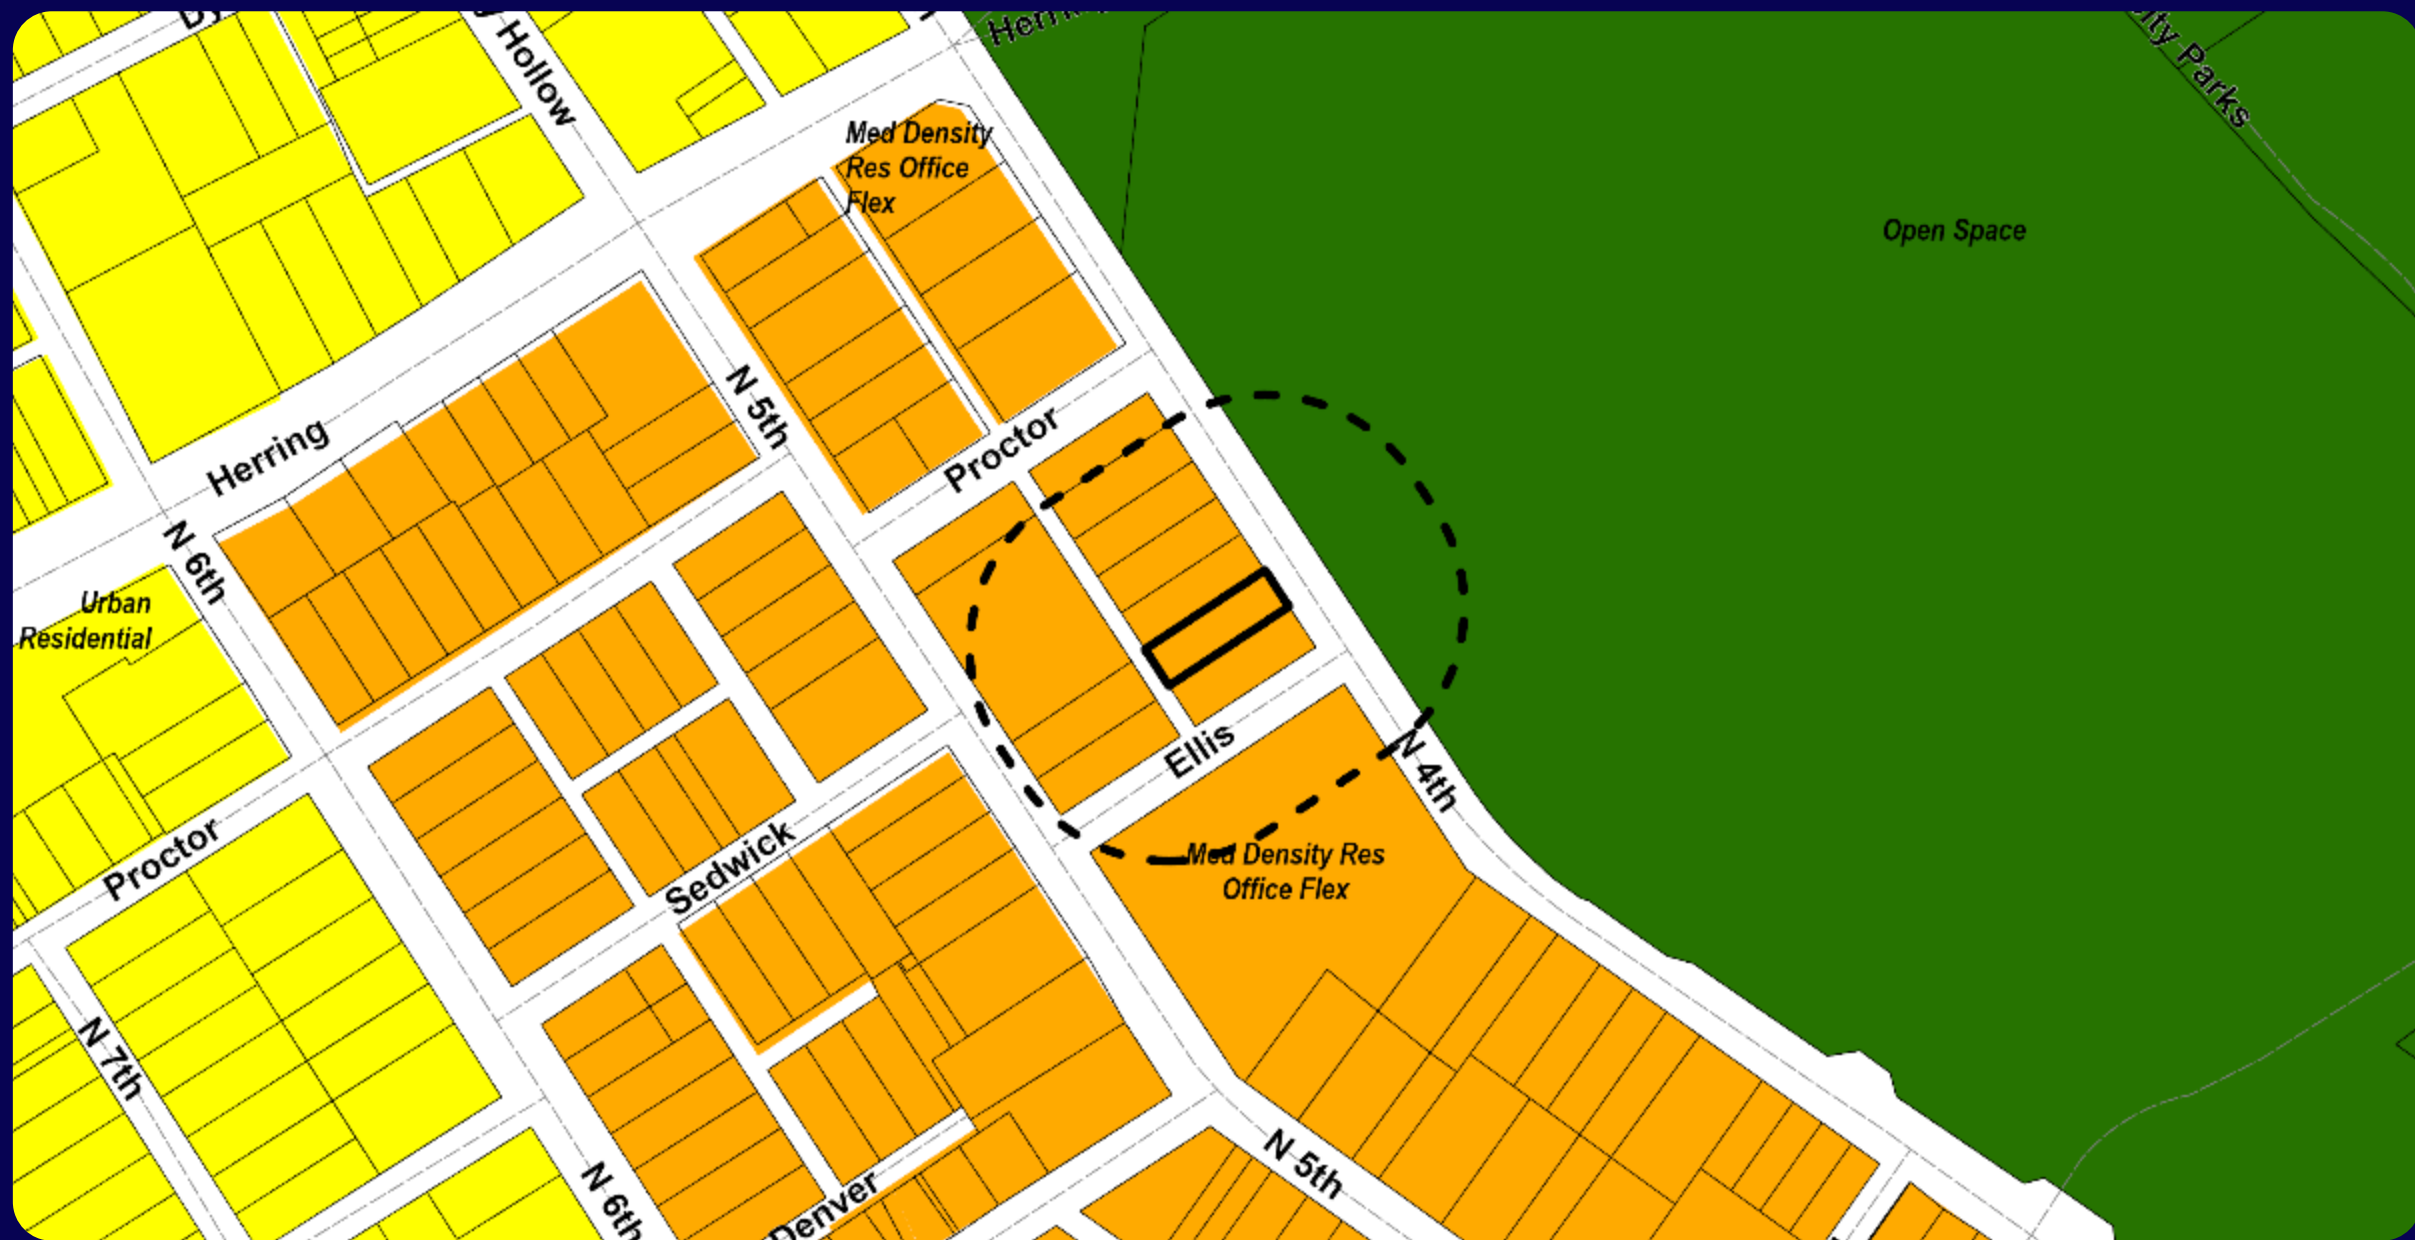 Hollow
Med Density
Res Office
Flex
Parks
Open Space
N 5th
Herring
Proctor
N 6th
Urban
Residential
Ellis
N 4th
Sedwick
Proctor
Med Density Res
Office Flex
N 7th
N 5th
N 6th
Denver